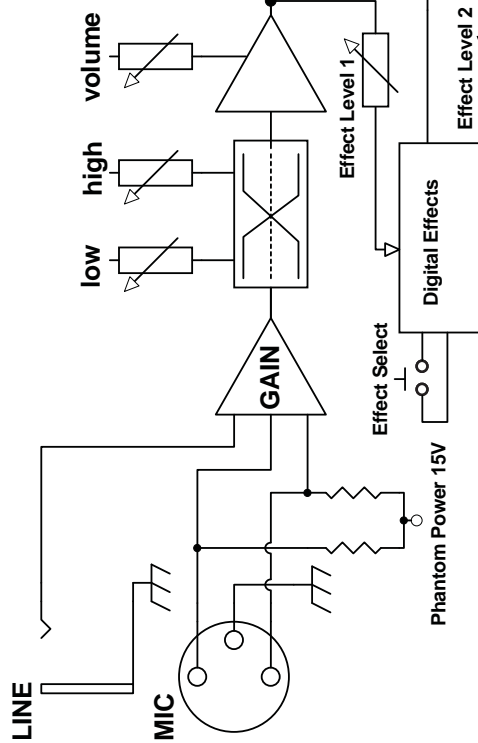 LINE
MIC
GAIN
low
high
volume
Phantom Power 15V
Effect Select
Digital Effects
Effect Level 1
Effect Level 2